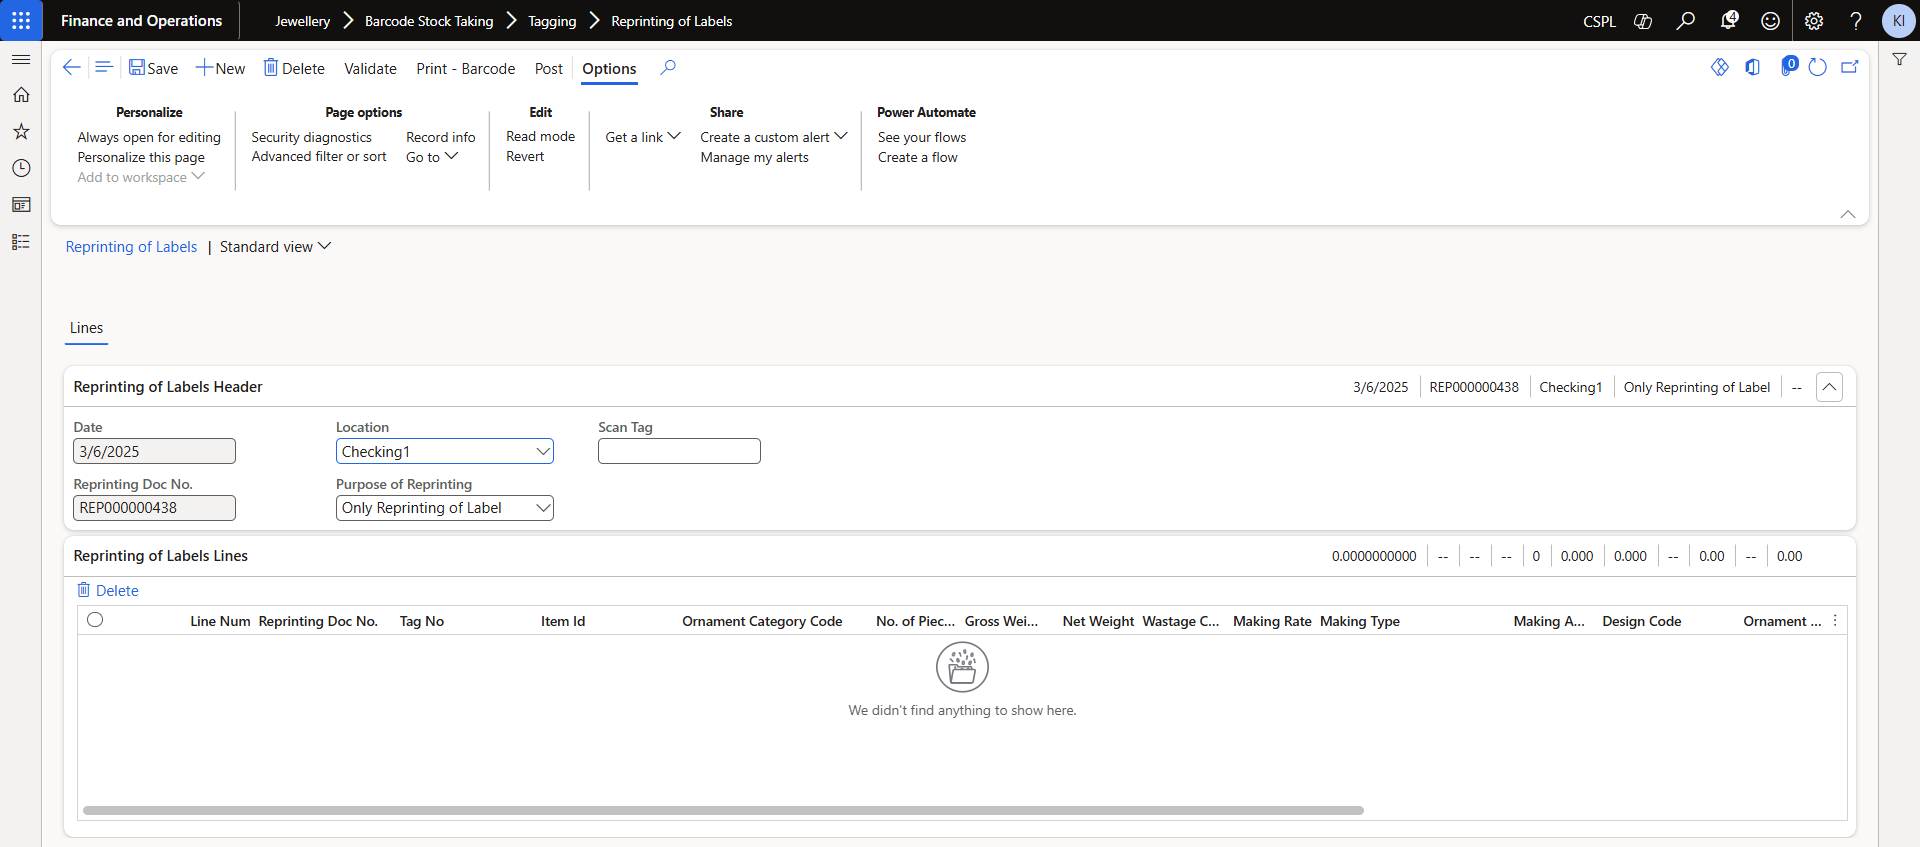 Finance and Operations
Jewellery
Barcode Stock Taking
Tagging
Reprinting of Labels
CSPL
4
?
KI
Save
New
Delete
Validate
Print - Barcode
Post
Options
0
Personalize
Always open for editing
Personalize this page
Add to workspace
Page options
Security diagnostics
Advanced filter or sort
Record info
Go to
Edit
Read mode
Revert
Share
Get a link
Create a custom alert
Manage my alerts
Power Automate
See your flows
Create a flow
Reprinting of Labels | Standard view
Lines
Reprinting of Labels Header
3/6/2025
REP000000438
Checking1
Only Reprinting of Label
--
Date
3/6/2025
Reprinting Doc No.
REP000000438
Location
Checking1
Purpose of Reprinting
Only Reprinting of Label
Scan Tag
Reprinting of Labels Lines
0.0000000000
--
--
--
0
0.000
0.000
--
0.00
--
0.00
Delete
Line Num
Reprinting Doc No.
Tag No
Item Id
Ornament Category Code
No. of Piec...
Gross Wei...
Net Weight
Wastage C...
Making Rate
Making Type
Making A...
Design Code
Ornament ...
We didn't find anything to show here.